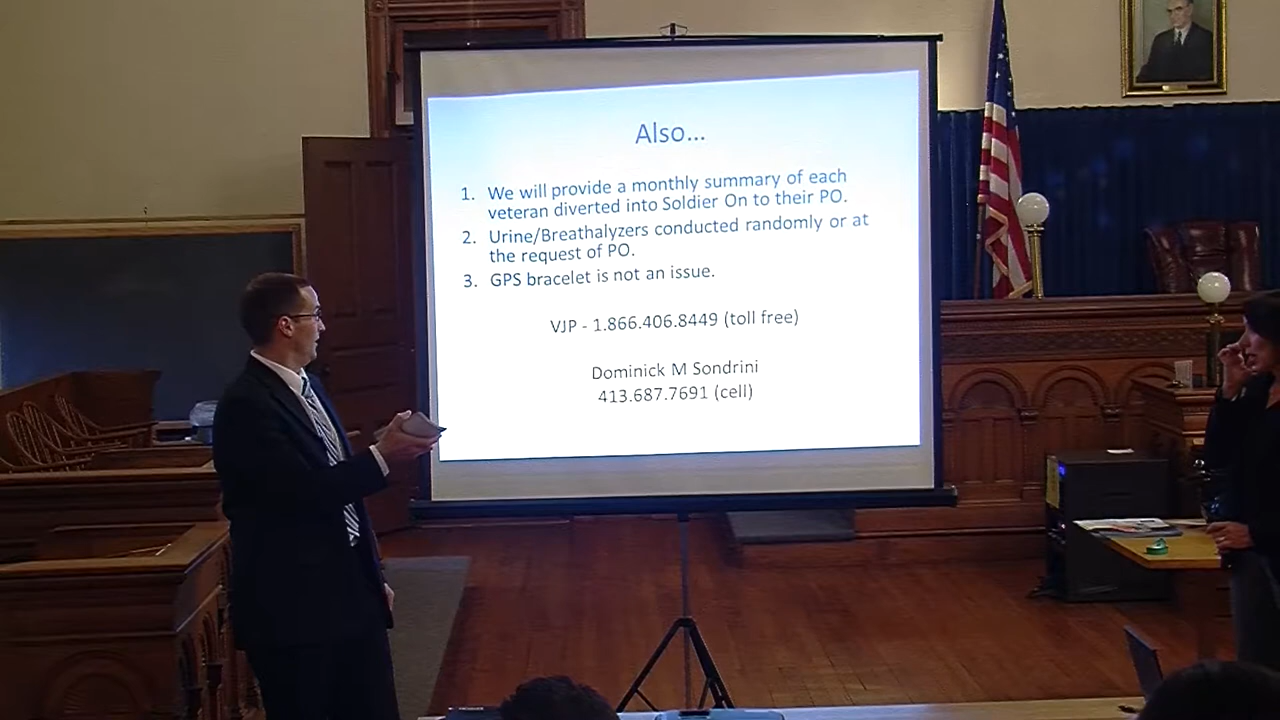 Also...
1. We will provide a monthly summary of each
veteran diverted into Soldier On to their PO.
2. Urine/Breathalyzers conducted randomly or at
the request of PO.
3. GPS bracelet is not an issue.
VJP - 1.866.406.8449 (toll free)
Dominick M Sondrini
413.687.7691 (cell)